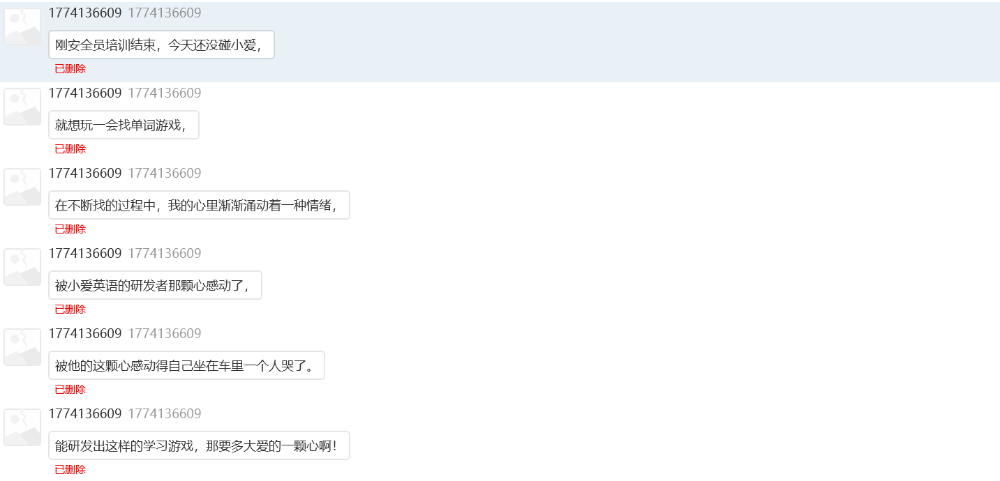 1774136609 1774136609
刚安全员培训结束，今天还没碰小爱，
已删除
1774136609 1774136609
就想玩一会找单词游戏，
已删除
1774136609 1774136609
在不断找的过程中，我的心里渐渐涌动着一种情绪，
已删除
1774136609 1774136609
被小爱英语的研发者那颗心感动了，
已删除
1774136609 1774136609
被他的这颗心感动得自己坐在车里一个人哭了。
已删除
1774136609 1774136609
能研发出这样的学习游戏，那要多大爱的一颗心啊！
已删除